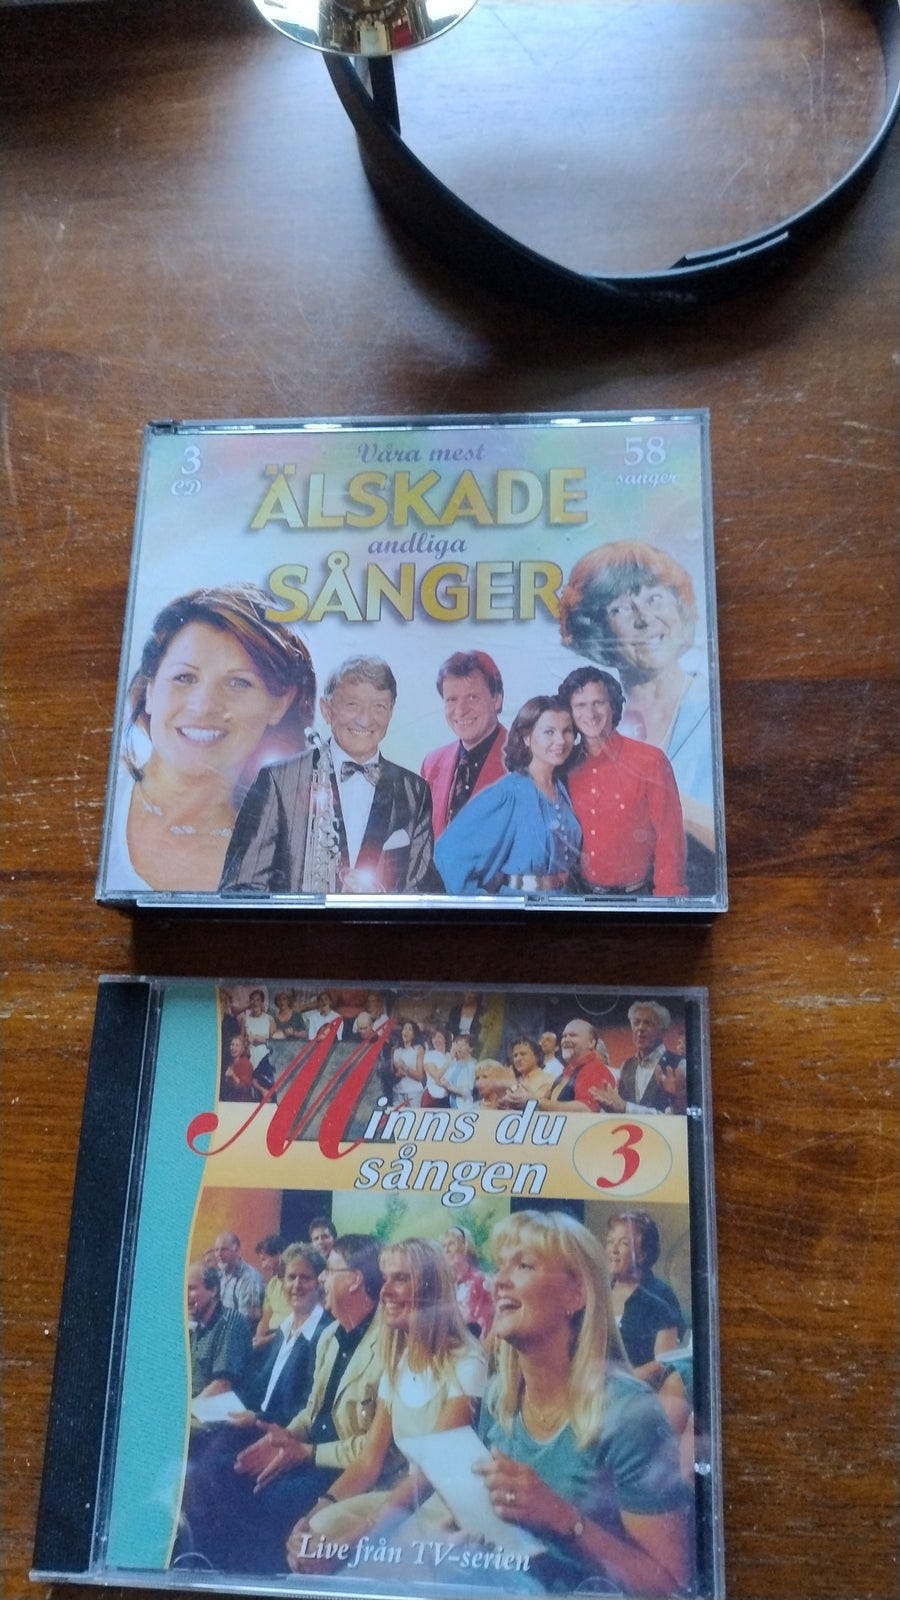 3
CD
Våra mest
58
sånger
ÄLSKADE
andliga
SÅNGER
Minns du
sången
3
Live från TV-serien